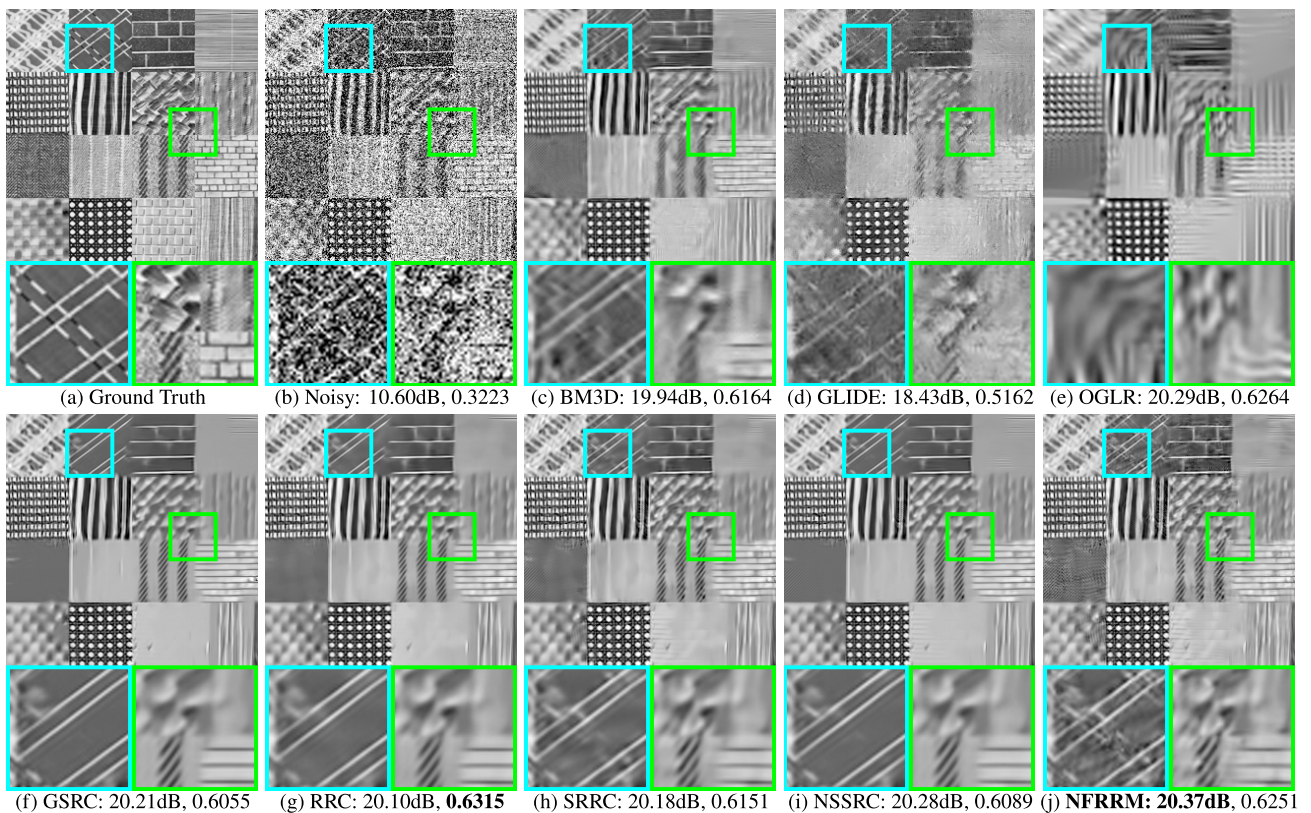 (a) Ground Truth
(b) Noisy: 10.60dB, 0.3223
(c) BM3D: 19.94dB, 0.6164
(d) GLIDE: 18.43dB, 0.5162
(e) OGLR: 20.29dB, 0.6264
(f) GSRC: 20.21dB, 0.6055
(g) RRC: 20.10dB, 0.6315
(h) SRRC: 20.18dB, 0.6151
(i) NSSRC: 20.28dB, 0.6089
(j) NFRRM: 20.37dB, 0.6251